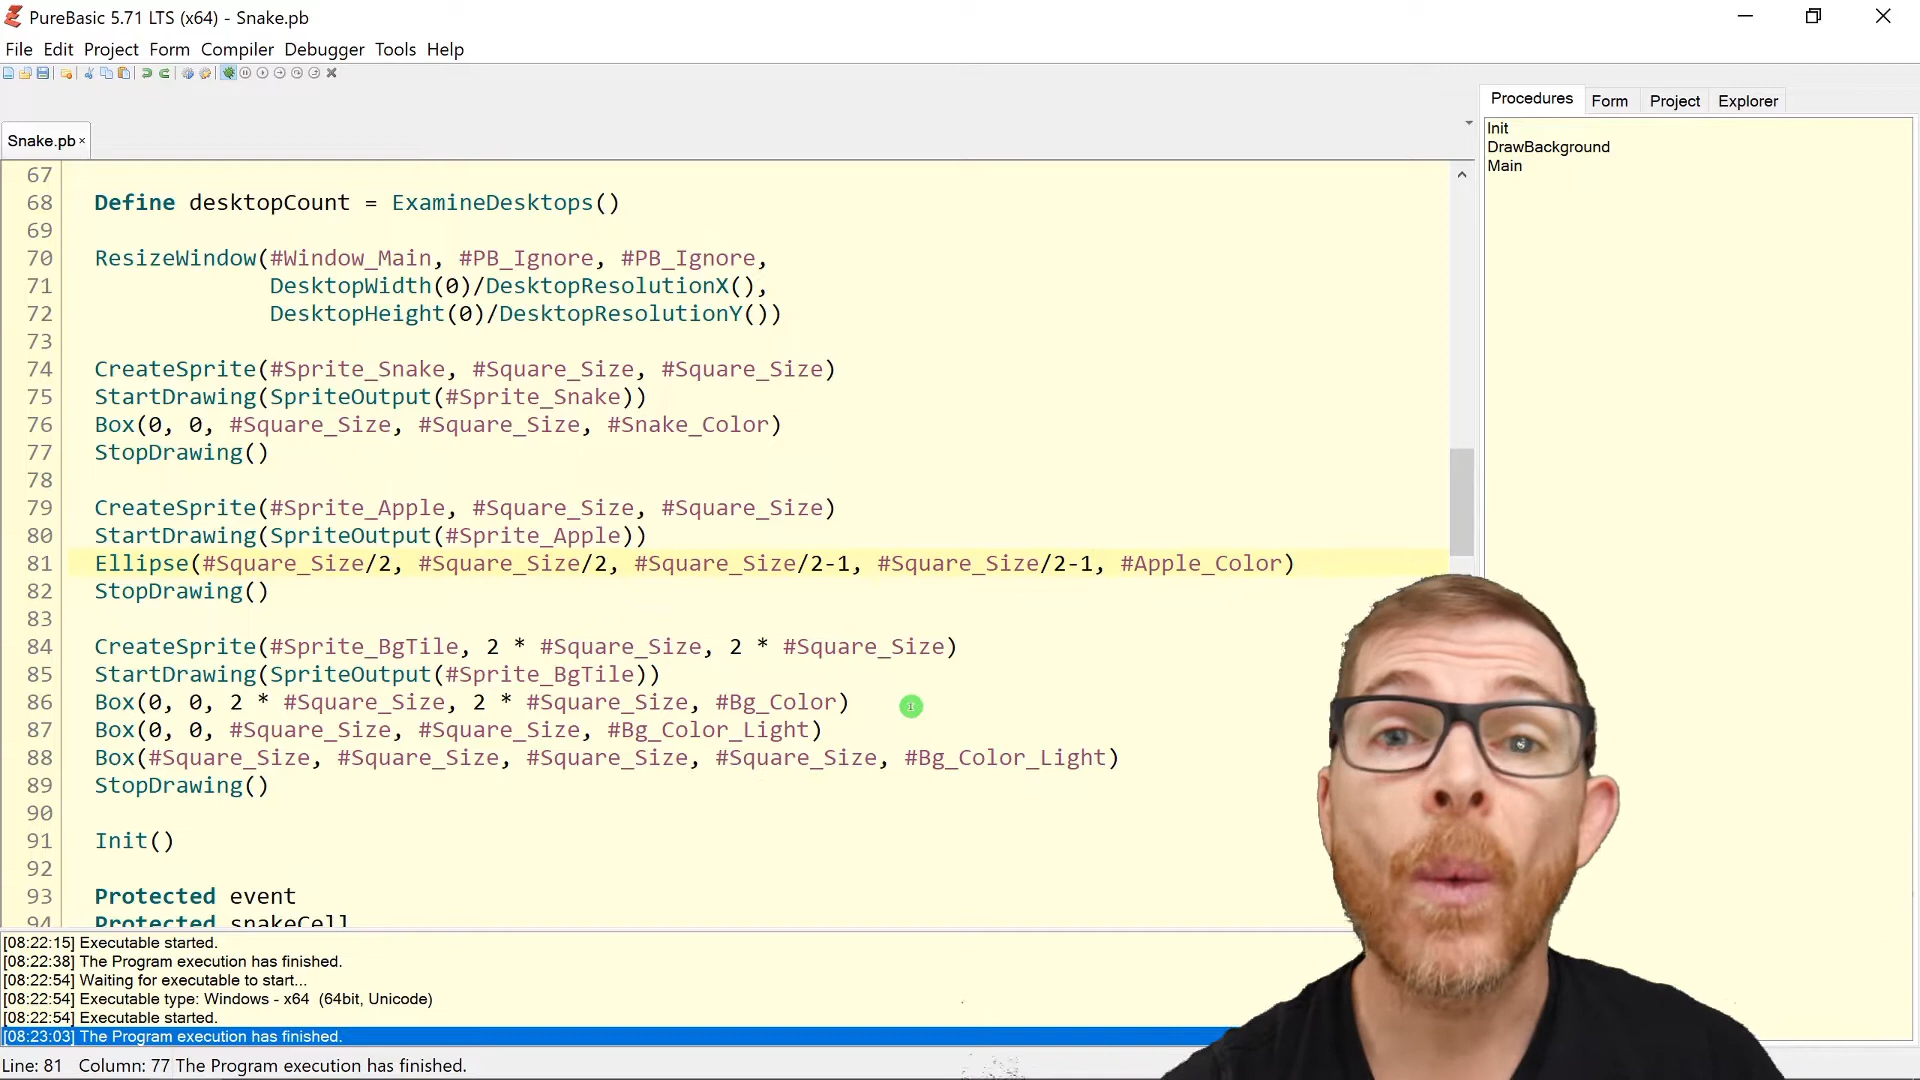 PureBasic 5.71 LTS (x64) - Snake.pb
File Edit Project Form Compiler Debugger Tools Help
Procedures Form Project Explorer
Snake.pb
Init
DrawBackground
Main
67
68 Define desktopCount = ExamineDesktops()
69
70 ResizeWindow(#Window_Main, #PB_Ignore, #PB_Ignore,
71 DesktopWidth(0)/DesktopResolutionX(),
72 DesktopHeight(0)/DesktopResolutionY())
73
74 CreateSprite(#Sprite_Snake, #Square_Size, #Square_Size)
75 StartDrawing(SpriteOutput(#Sprite_Snake))
76 Box(0, 0, #Square_Size, #Square_Size, #Snake_Color)
77 StopDrawing()
78
79 CreateSprite(#Sprite_Apple, #Square_Size, #Square_Size)
80 StartDrawing(SpriteOutput(#Sprite_Apple))
81 Ellipse(#Square_Size/2, #Square_Size/2, #Square_Size/2-1, #Square_Size/2-1, #Apple_Color)
82 StopDrawing()
83
84 CreateSprite(#Sprite_BgTile, 2 * #Square_Size, 2 * #Square_Size)
85 StartDrawing(SpriteOutput(#Sprite_BgTile))
86 Box(0, 0, 2 * #Square_Size, 2 * #Square_Size, #Bg_Color)
87 Box(0, 0, #Square_Size, #Square_Size, #Bg_Color_Light)
88 Box(#Square_Size, #Square_Size, #Square_Size, #Square_Size, #Bg_Color_Light)
89 StopDrawing()
90
91 Init()
92
93 Protected event
94 Protected snakeCell
[08:22:15] Executable started.
[08:22:38] The Program execution has finished.
[08:22:54] Waiting for executable to start...
[08:22:54] Executable type: Windows - x64 (64bit, Unicode)
[08:22:54] Executable started.
[08:23:03] The Program execution has finished.
Line: 81 Column: 77 The Program execution has finished.